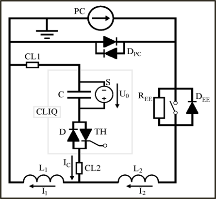 PC
D_PC
CL1
S
C
U_0
R_EE
D_EE
CLIQ
D
TH
I_C
CL2
L_1
L_2
I_1
I_2